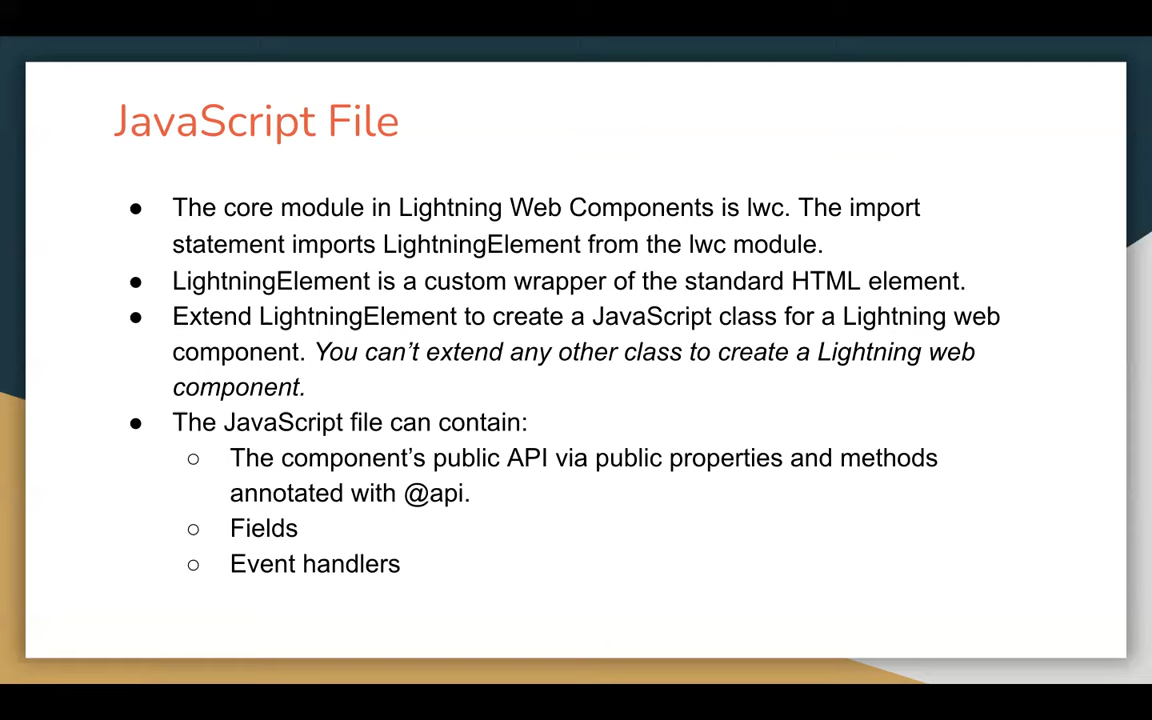 JavaScript File
● The core module in Lightning Web Components is lwc. The import
statement imports LightningElement from the lwc module.
● LightningElement is a custom wrapper of the standard HTML element.
● Extend LightningElement to create a JavaScript class for a Lightning web
component. You can’t extend any other class to create a Lightning web
component.
● The JavaScript file can contain:
○ The component’s public API via public properties and methods
annotated with @api.
○ Fields
○ Event handlers